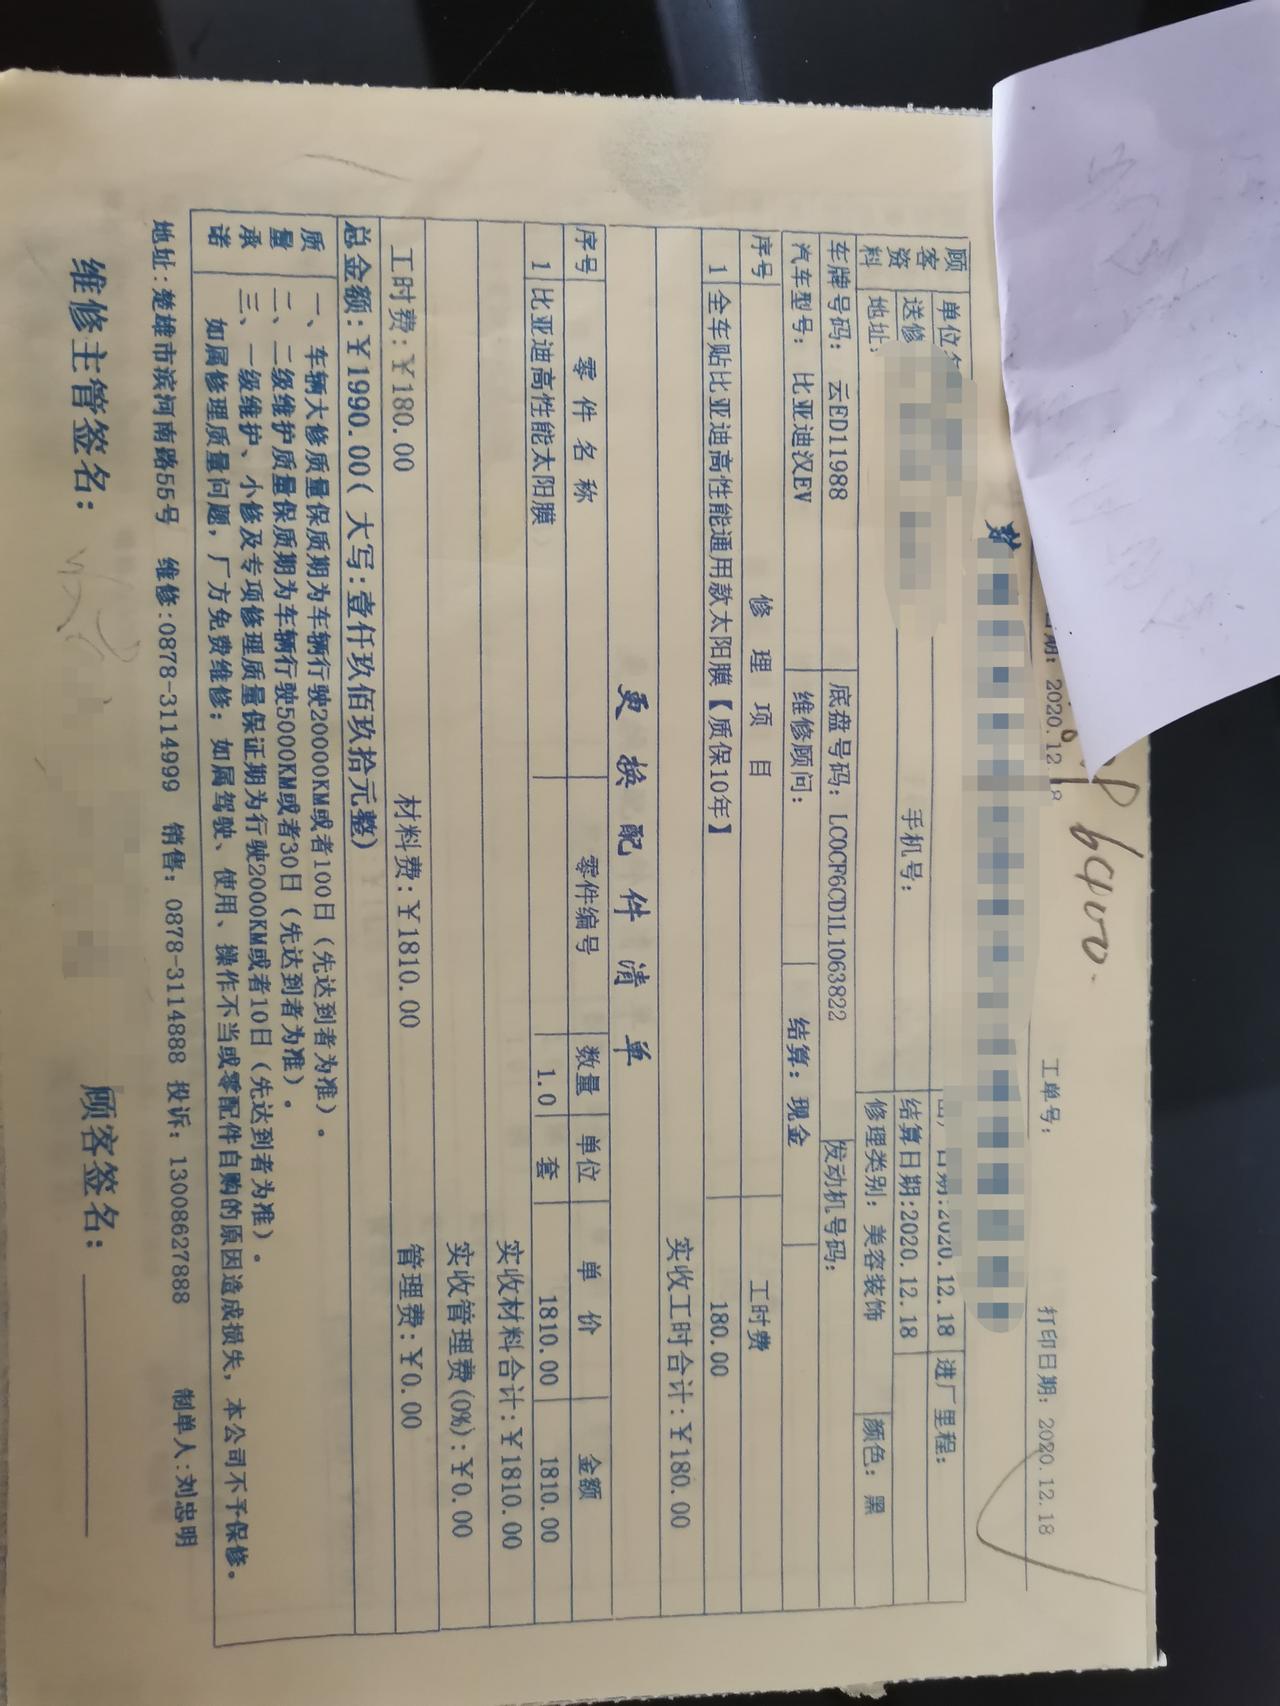 工单号：
打印日期：2020.12.18
日期：2020.12.18
顾客资料
单位
进厂里程：
送修
手机号：
结算日期：2020.12.18
地址：
修理类别：美容装饰
颜色：黑
车牌号码：云ED11988
底盘号码：LC0CF6CD1L1063822
发动机号码：
汽车型号：比亚迪汉EV
维修顾问：
结算：现金
序号 修理项目 工时费
1 全车贴比亚迪高性能通用款太阳膜【质保10年】 180.00
实收工时合计：￥180.00
更换配件清单
序号 零件名称 零件编号 数量 单位 单价 金额
1 比亚迪高性能太阳膜 1.0 套 1810.00 1810.00
实收材料合计：￥1810.00
实收管理费(0%)：￥0.00
工时费：￥180.00 材料费：￥1810.00 管理费：￥0.00
总金额：￥1990.00(大写：壹仟玖佰玖拾元整)
质量承诺
一、车辆大修质量保质期为车辆行驶20000KM或者100日（先达到者为准）。
二、二级维护质量保质期为车辆行驶5000KM或者30日（先达到者为准）。
三、一级维护、小修及专项修理质量保证期为行驶2000KM或者10日（先达到者为准）。
如属修理质量问题，厂方免费维修；如属驾驶、使用、操作不当或零配件自购的原因造成损失，本公司不予保修。
地址：楚雄市滨河南路55号 维修：0878-3114999 销售：0878-3114888 投诉：13008627888 制单人：刘忠明
维修主管签名： 顾客签名：